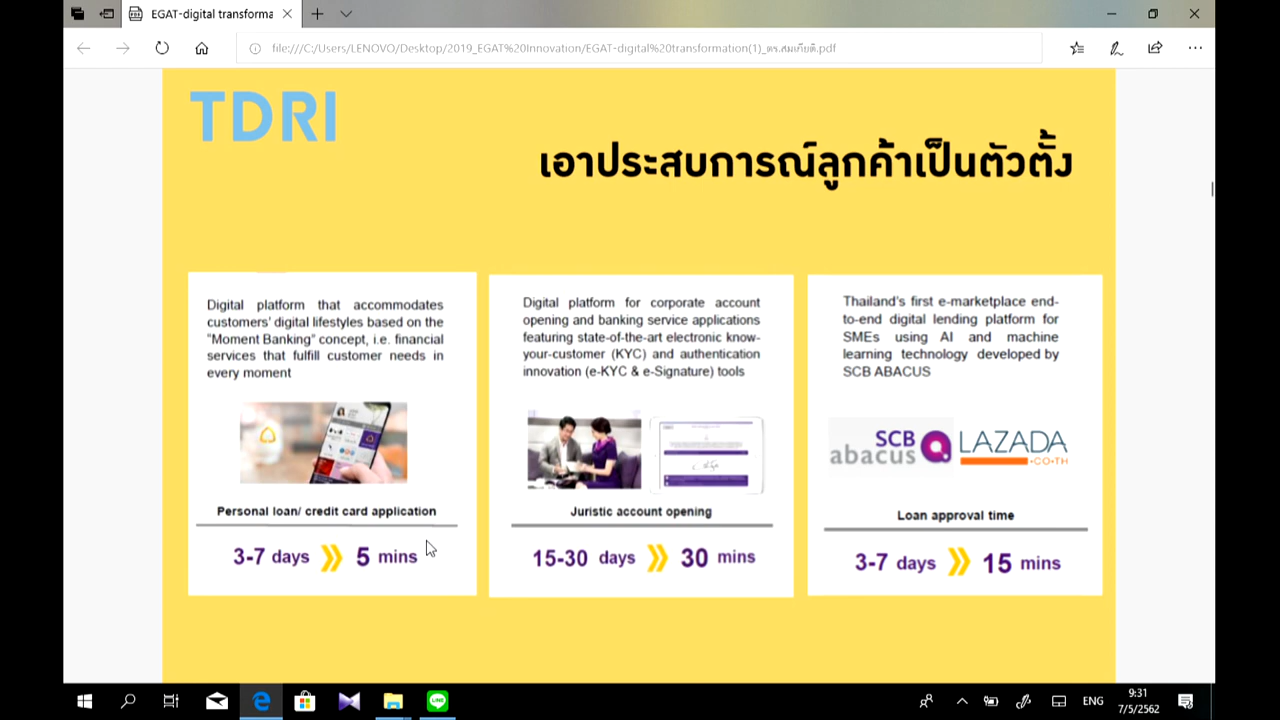 EGAT-digital transforma
file:///C:/Users/LENOVO/Desktop/2019_EGAT%20Innovation/EGAT-digital%20transformation(1)_ดร.สมเกียติ.pdf
TDRI
เอาประสบการณ์ลูกค้าเป็นตัวตั้ง
Digital platform that accommodates
customers' digital lifestyles based on the
"Moment Banking" concept, i.e. financial
services that fulfill customer needs in
every moment
Personal loan/ credit card application
3-7 days » 5 mins
Digital platform for corporate account
opening and banking service applications
featuring state-of-the-art electronic know-
your-customer (KYC) and authentication
innovation (e-KYC & e-Signature) tools
Juristic account opening
15-30 days » 30 mins
Thailand's first e-marketplace end-
to-end digital lending platform for
SMEs using AI and machine
learning technology developed by
SCB ABACUS
SCB
abacus
LAZADA
.CO.TH
Loan approval time
3-7 days » 15 mins
LINE
ENG
9:31
7/5/2562